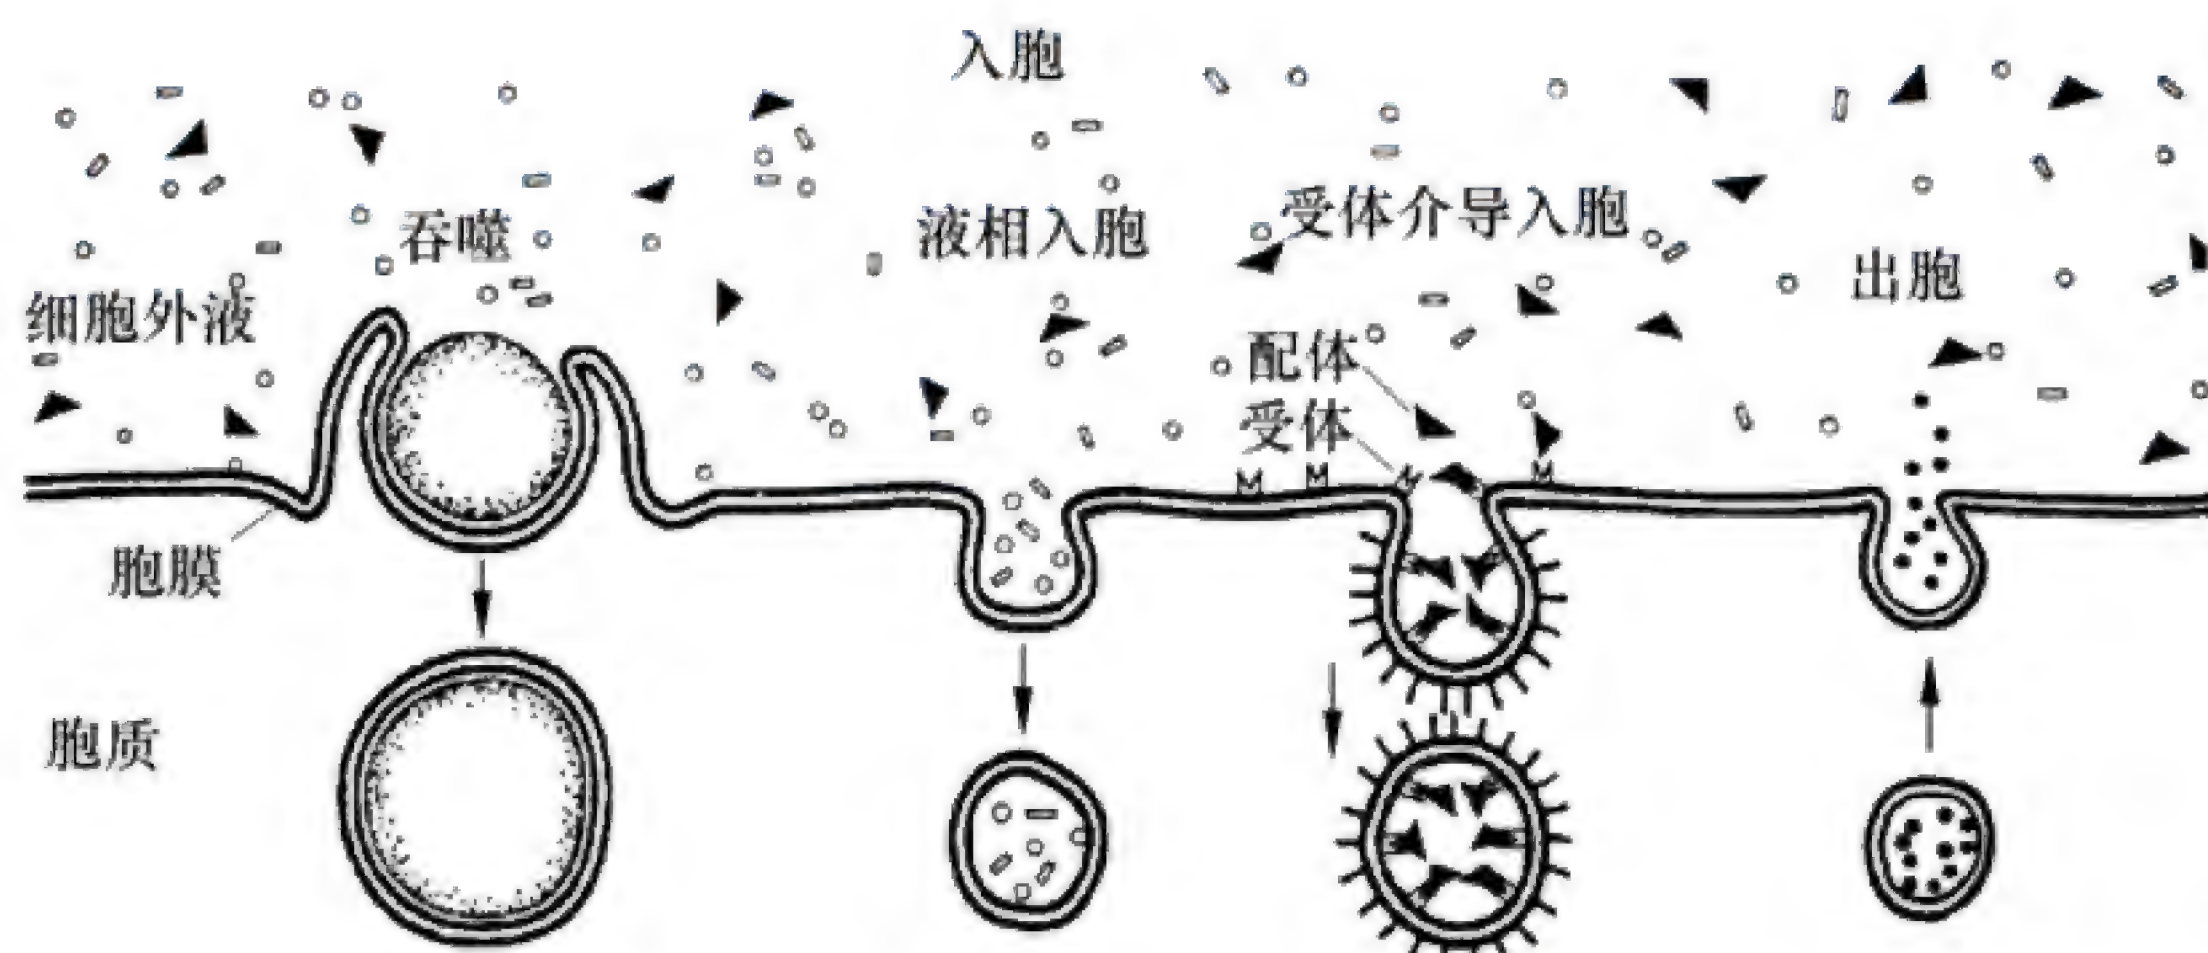 入胞
吞噬
液相入胞
受体介导入胞
出胞
细胞外液
配体
受体
胞膜
胞质